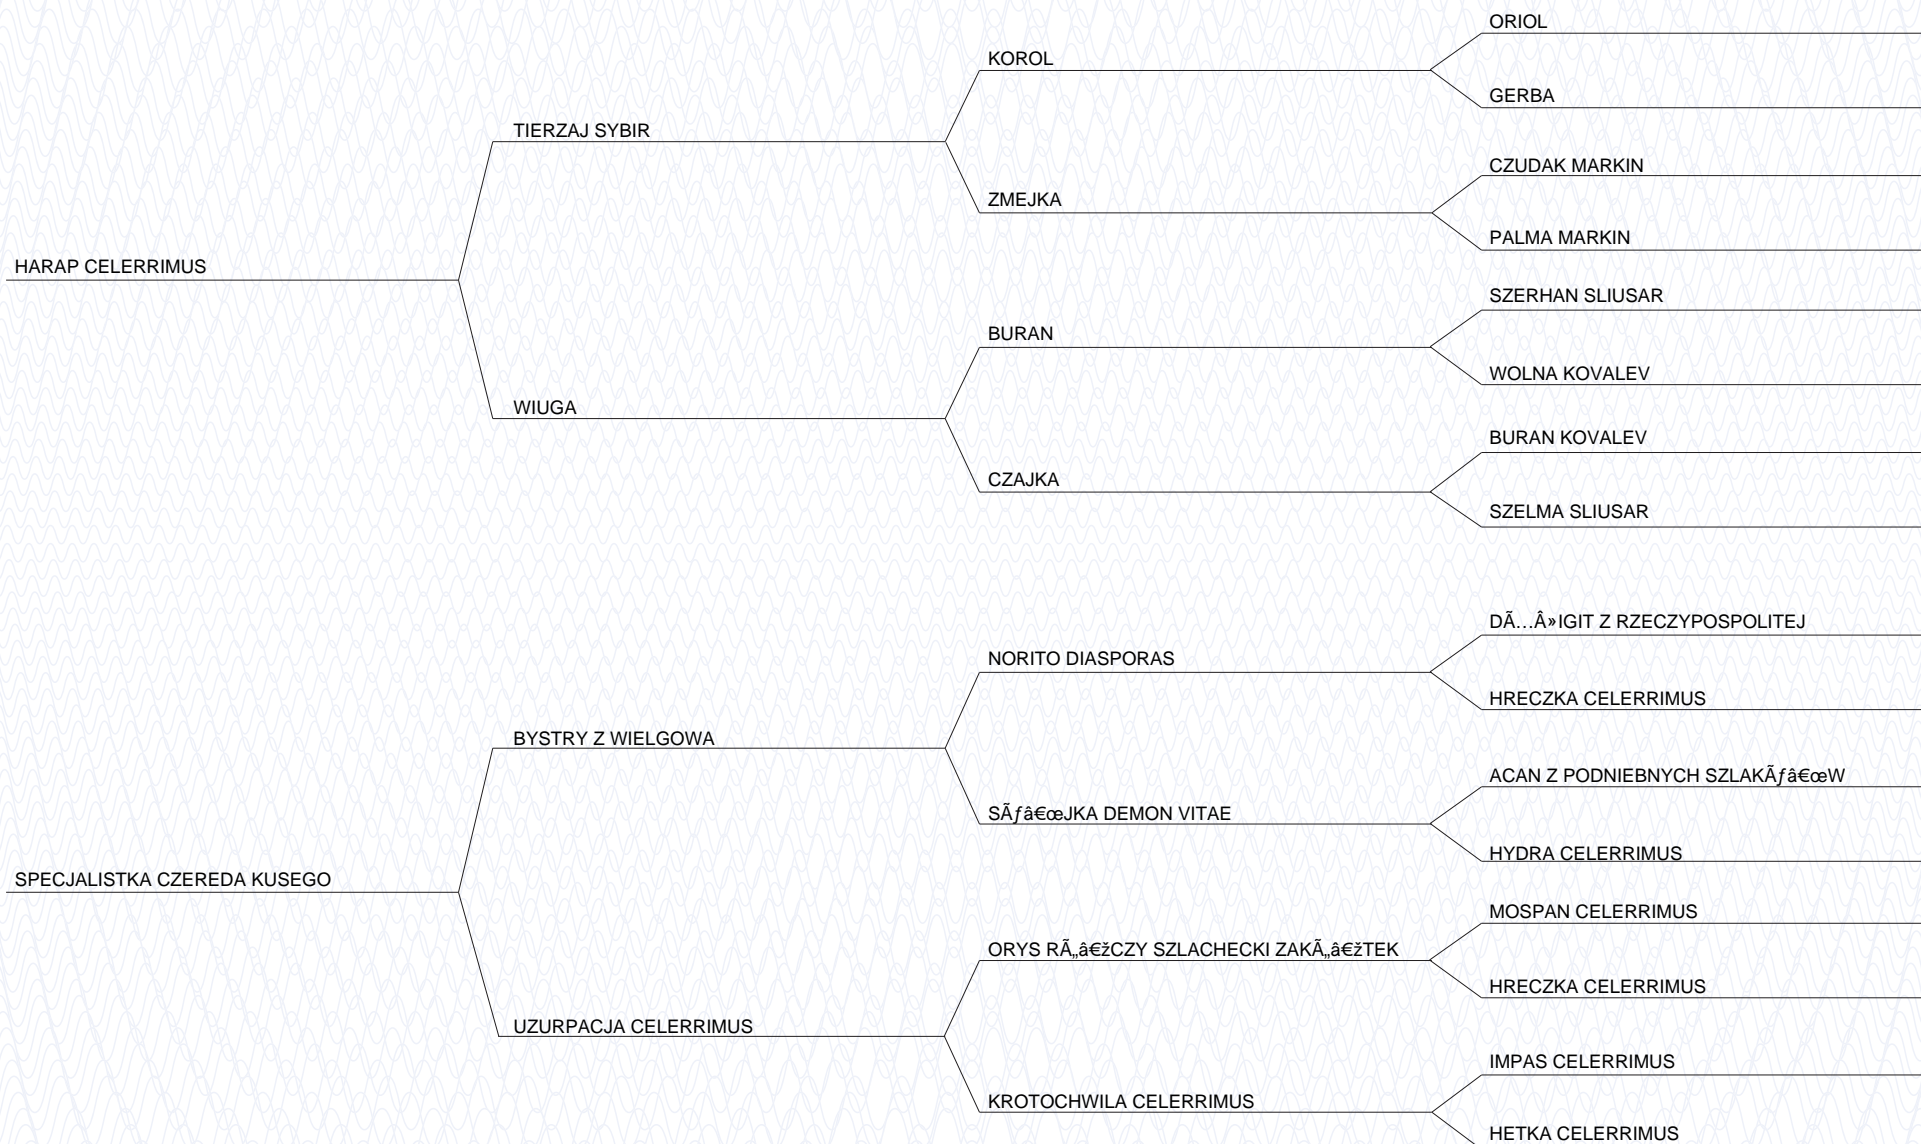 ORIOL
KOROL
GERBA
TIERZAJ SYBIR
CZUDAK MARKIN
ZMEJKA
PALMA MARKIN
HARAP CELERRIMUS
SZERHAN SLIUSAR
BURAN
WOLNA KOVALEV
WIUGA
BURAN KOVALEV
CZAJKA
SZELMA SLIUSAR
DÃ…Â»IGIT Z RZECZYPOSPOLITEJ
NORITO DIASPORAS
HRECZKA CELERRIMUS
BYSTRY Z WIELGOWA
ACAN Z PODNIEBNYCH SZLAKÃƒâ€œW
SÃƒâ€œJKA DEMON VITAE
HYDRA CELERRIMUS
SPECJALISTKA CZEREDA KUSEGO
MOSPAN CELERRIMUS
ORYS RÃ„â€žCZY SZLACHECKI ZAKÃ„â€žTEK
HRECZKA CELERRIMUS
UZURPACJA CELERRIMUS
IMPAS CELERRIMUS
KROTOCHWILA CELERRIMUS
HETKA CELERRIMUS